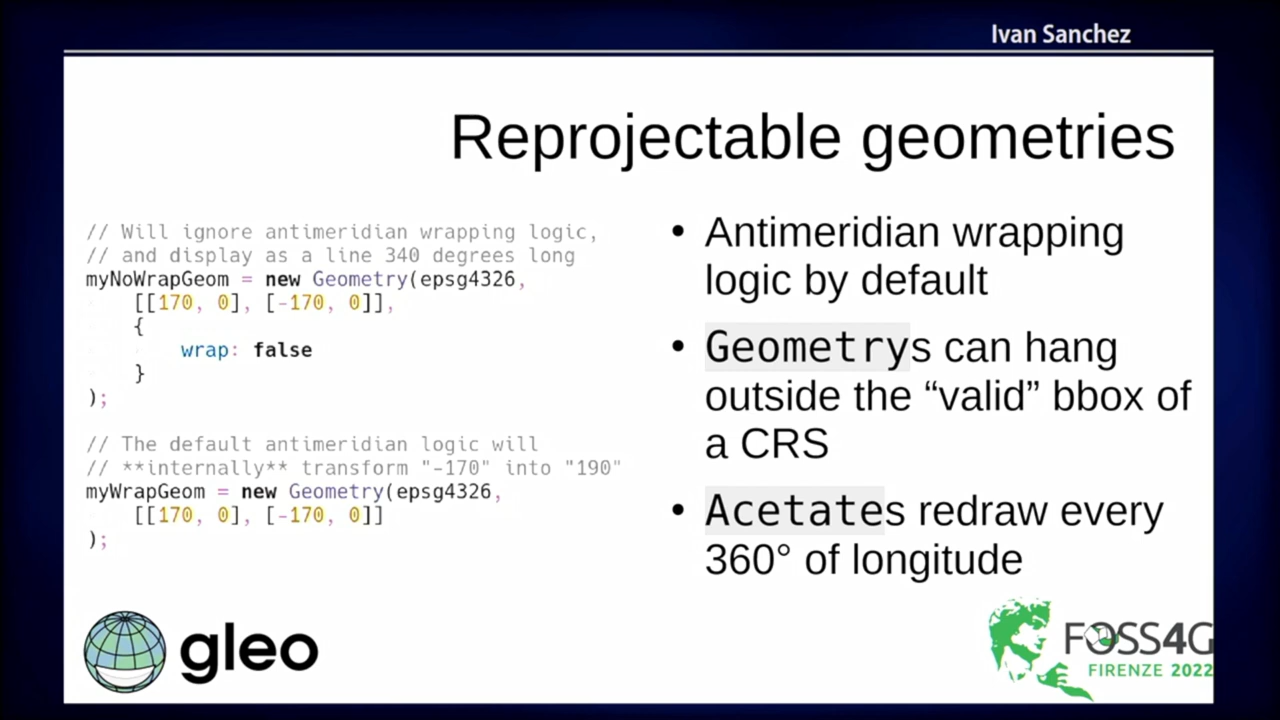 Ivan Sanchez
Reprojectable geometries
// Will ignore antimeridian wrapping logic,
// and display as a line 340 degrees long
myNoWrapGeom = new Geometry(epsg4326,
[[170, 0], [-170, 0]],
{
wrap: false
}
);
// The default antimeridian logic will
// **internally** transform "-170" into "190"
myWrapGeom = new Geometry(epsg4326,
[[170, 0], [-170, 0]]
);
• Antimeridian wrapping
logic by default
• Geometrys can hang
outside the “valid” bbox of
a CRS
• Acetates redraw every
360° of longitude
gleo
FOSS4G
FIRENZE 2022